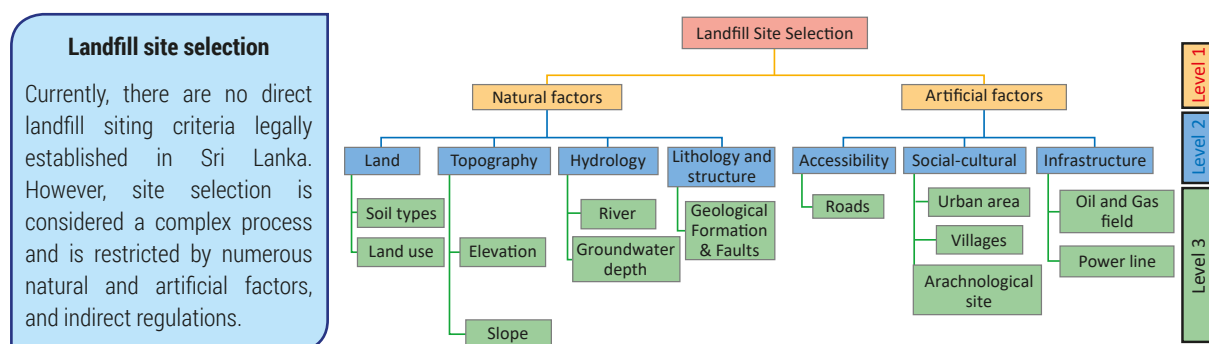 Landfill site selection
Currently, there are no direct
landfill siting criteria legally
established in Sri Lanka.
However, site selection is
considered a complex process
and is restricted by numerous
natural and artificial factors,
and indirect regulations.
Landfill Site Selection
Natural factors
Artificial factors
Land
Topography
Hydrology
Lithology and
structure
Accessibility
Social-cultural
Infrastructure
Soil types
Land use
Elevation
Slope
River
Groundwater
depth
Geological
Formation
& Faults
Roads
Urban area
Villages
Arachnological
site
Oil and Gas
field
Power line
Level 1
Level 2
Level 3